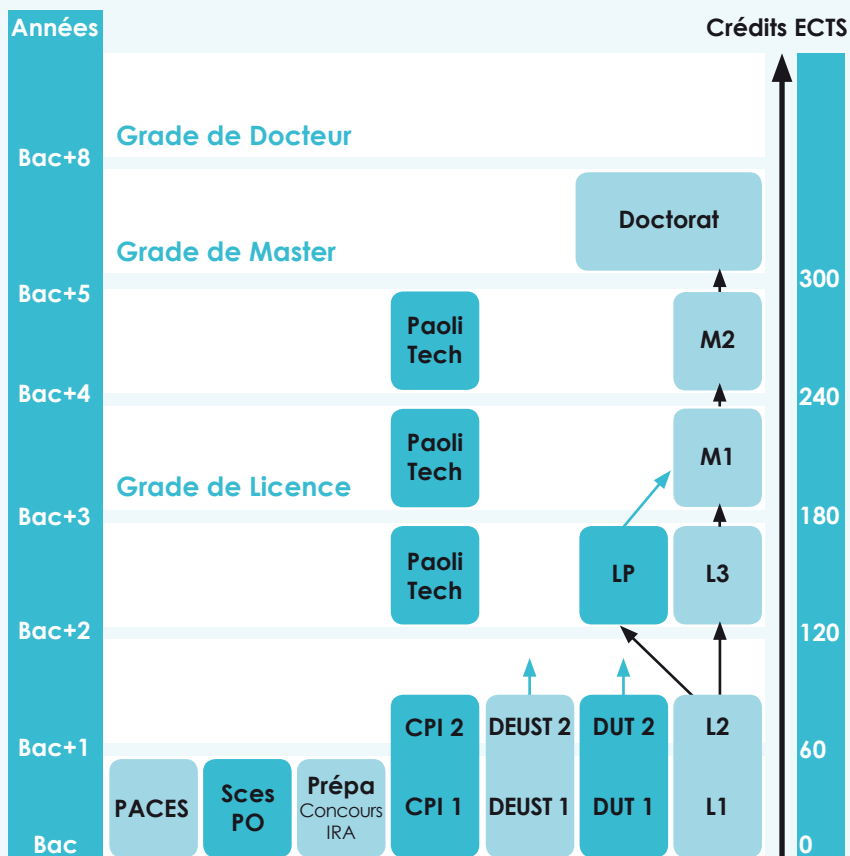 Années
Crédits ECTS
Grade de Docteur
Bac+8
Doctorat
Grade de Master
300
Bac+5
Paoli
Tech
M2
Bac+4
240
Paoli
Tech
M1
Grade de Licence
Bac+3
180
Paoli
Tech
LP
L3
Bac+2
120
CPI 2
DEUST 2
DUT 2
L2
Bac+1
60
PACES
Sces
PO
Prépa
Concours
IRA
CPI 1
DEUST 1
DUT 1
L1
Bac
0